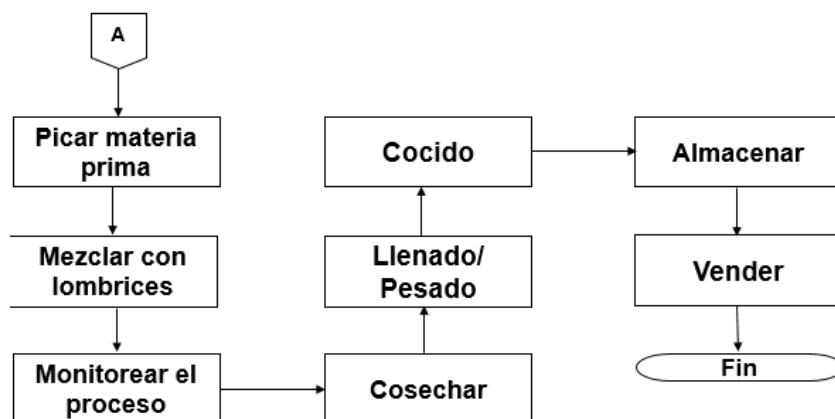 A
Picar materia
prima
Mezclar con
lombrices
Monitorear el
proceso
Cosechar
Llenado/
Pesado
Cocido
Almacenar
Vender
Fin